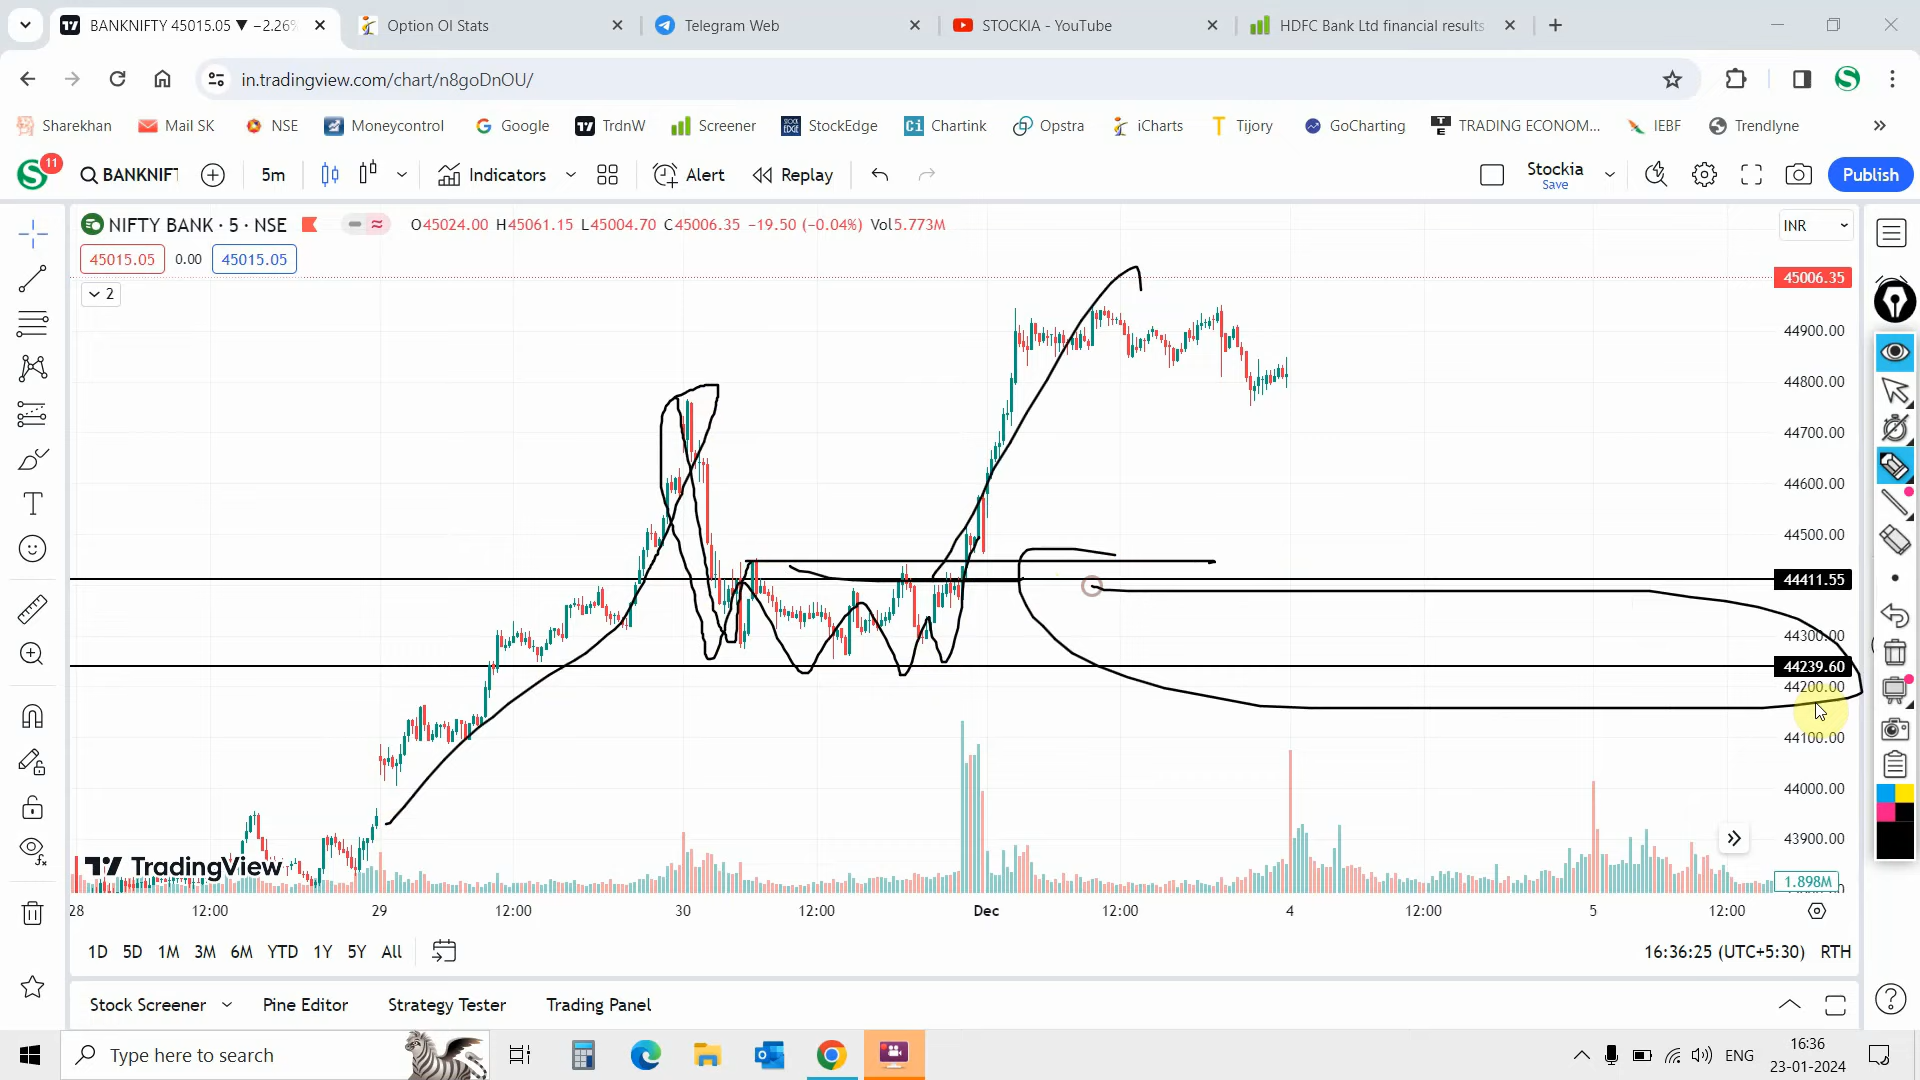 BANKNIFTY 45015.05 ▼ −2.26%
Option OI Stats
Telegram Web
STOCKIA - YouTube
HDFC Bank Ltd financial results
in.tradingview.com/chart/n8goDnOU/
Sharekhan
Mail SK
NSE
Moneycontrol
Google
TrdnW
Screener
StockEdge
Chartink
Opstra
iCharts
Tijory
GoCharting
TRADING ECONOM...
IEBF
Trendlyne
11
BANKNIFT
5m
Indicators
Alert
Replay
Stockia
Save
Publish
NIFTY BANK · 5 · NSE
O45024.00 H45061.15 L45004.70 C45006.35 −19.50 (−0.04%) Vol5.773M
INR
45015.05
0.00
45015.05
2
45006.35
44900.00
44800.00
44700.00
44600.00
44500.00
44411.55
44300.00
44239.60
44200.00
44100.00
44000.00
43900.00
1.898M
TradingView
28
12:00
29
12:00
30
12:00
Dec
12:00
4
12:00
5
12:00
1D 5D 1M 3M 6M YTD 1Y 5Y All
16:36:25 (UTC+5:30)
RTH
Stock Screener
Pine Editor
Strategy Tester
Trading Panel
Type here to search
ENG
16:36
23-01-2024